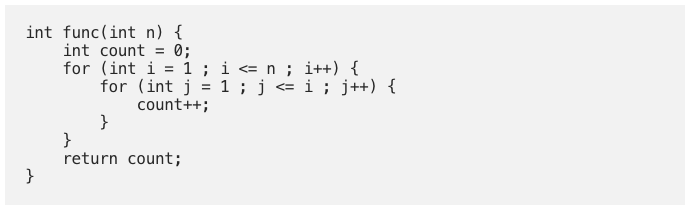 int func(int n) {
    int count = 0;
    for (int i = 1 ; i <= n ; i++) {
        for (int j = 1 ; j <= i ; j++) {
            count++;
        }
    }
    return count;
}